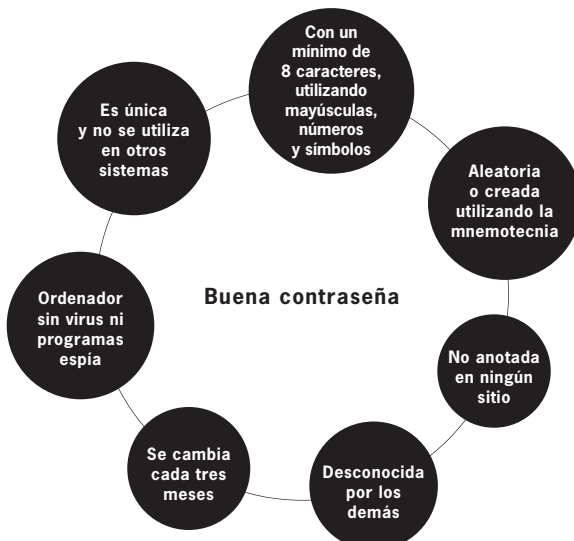 Con un
mínimo de
8 caracteres,
utilizando
mayúsculas,
números
y símbolos
Aleatoria
o creada
utilizando la
mnemotecnia
No anotada
en ningún
sitio
Desconocida
por los
demás
Se cambia
cada tres
meses
Ordenador
sin virus ni
programas
espía
Es única
y no se utiliza
en otros
sistemas
Buena contraseña